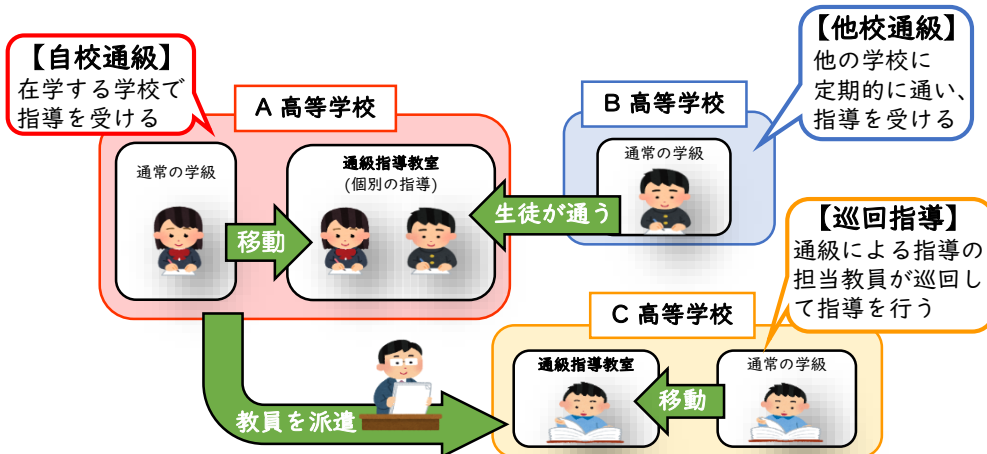 【自校通級】
在学する学校で
指導を受ける
A 高等学校
通常の学級
移動
通級指導教室
(個別の指導)
生徒が通う
B 高等学校
通常の学級
【他校通級】
他の学校に
定期的に通い、
指導を受ける
【巡回指導】
通級による指導の
担当教員が巡回し
て指導を行う
C 高等学校
通級指導教室
移動
通常の学級
教員を派遣